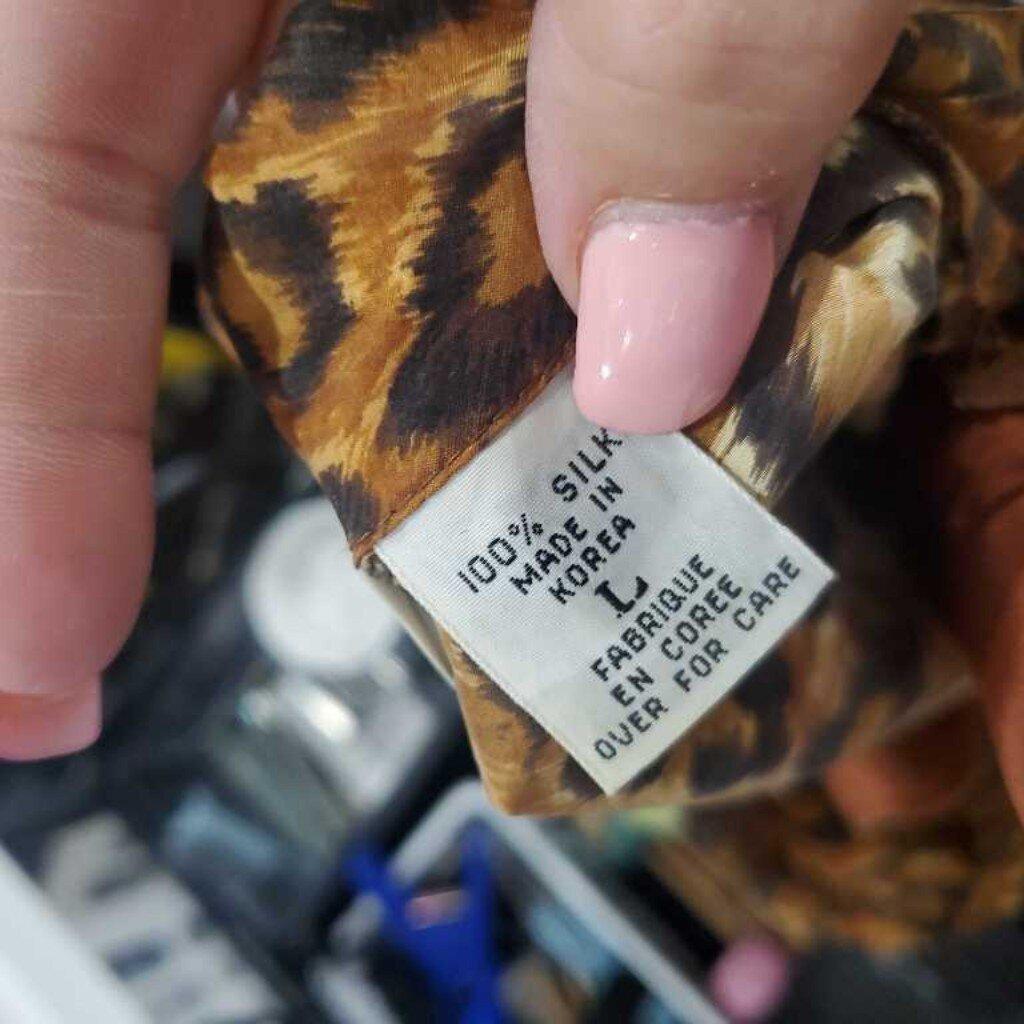 100% SILK
MADE IN
KOREA
L
FABRIQUE
EN COREE
OVER FOR CARE